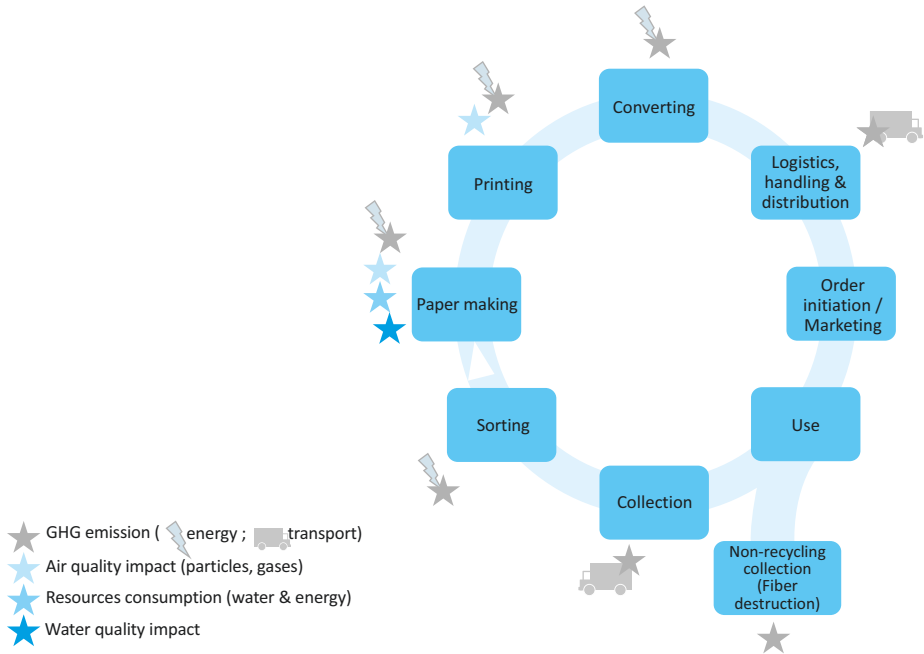 Converting
Logistics,
handling &
distribution
Printing
Order
initiation /
Marketing
Paper making
Use
Sorting
Collection
Non-recycling
collection
(Fiber
destruction)
GHG emission ( energy ; transport)
Air quality impact (particles, gases)
Resources consumption (water & energy)
Water quality impact